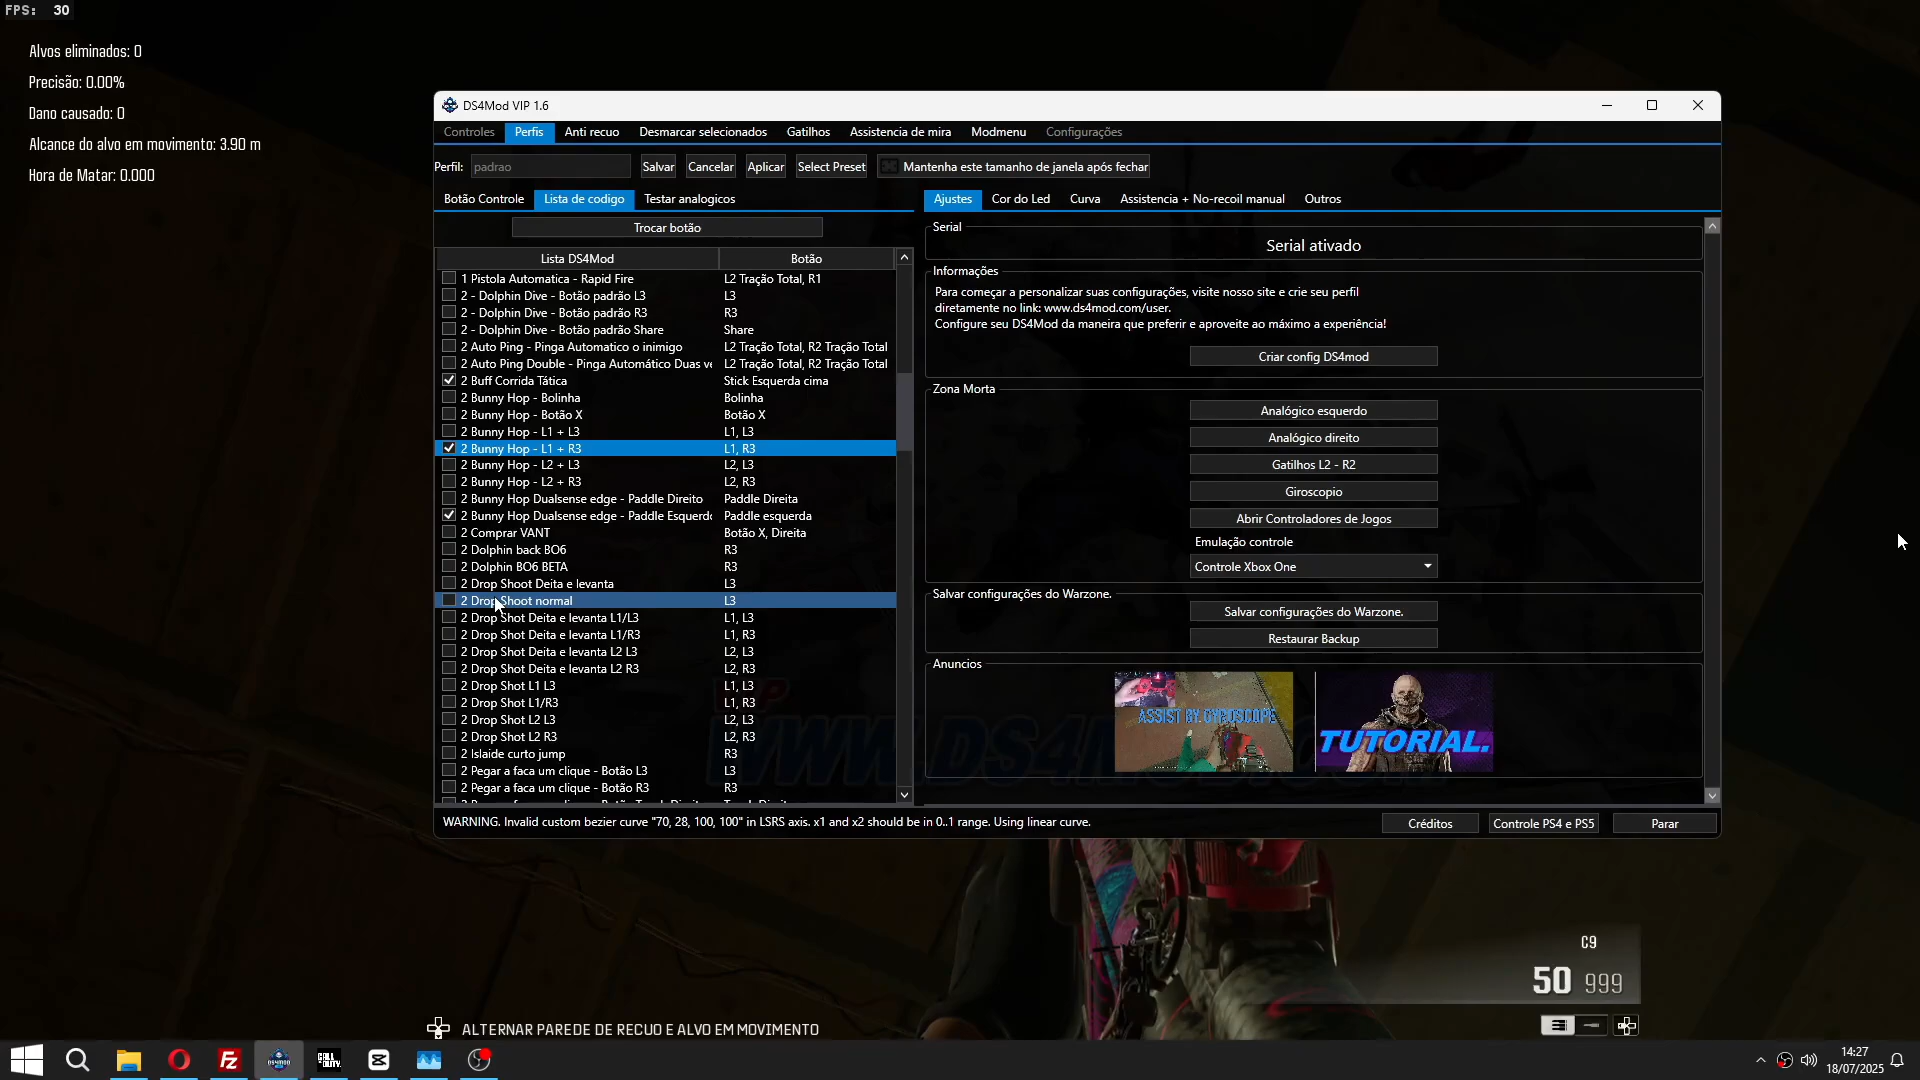 FPS: 30
Alvos eliminados: 0
Precisão: 0.00%
Dano causado: 0
Alcance do alvo em movimento: 3.90 m
Hora de Matar: 0.000
DS4Mod VIP 1.6
Controles Perfis Anti recuo Desmarcar selecionados Gatilhos Assistencia de mira Modmenu Configurações
Perfil: padrao Salvar Cancelar Aplicar Select Preset Mantenha este tamanho de janela após fechar
Botão Controle Lista de codigo Testar analogicos
Trocar botão
Lista DS4Mod Botão
1 Pistola Automatica - Rapid Fire L2 Tração Total, R1
2 - Dolphin Dive - Botão padrão L3 L3
2 - Dolphin Dive - Botão padrão R3 R3
2 - Dolphin Dive - Botão padrão Share Share
2 Auto Ping - Pinga Automatico o inimigo L2 Tração Total, R2 Tração Total
2 Auto Ping Double - Pinga Automático Duas ve L2 Tração Total, R2 Tração Total
2 Buff Corrida Tática Stick Esquerda cima
2 Bunny Hop - Bolinha Bolinha
2 Bunny Hop - Botão X Botão X
2 Bunny Hop - L1 + L3 L1, L3
2 Bunny Hop - L1 + R3 L1, R3
2 Bunny Hop - L2 + L3 L2, L3
2 Bunny Hop - L2 + R3 L2, R3
2 Bunny Hop Dualsense edge - Paddle Direito Paddle Direita
2 Bunny Hop Dualsense edge - Paddle Esquerdo Paddle esquerda
2 Comprar VANT Botão X, Direita
2 Dolphin back BO6 R3
2 Dolphin BO6 BETA R3
2 Drop Shoot Deita e levanta L3
2 Drop Shoot normal L3
2 Drop Shot Deita e levanta L1/L3 L1, L3
2 Drop Shot Deita e levanta L1/R3 L1, R3
2 Drop Shot Deita e levanta L2 L3 L2, L3
2 Drop Shot Deita e levanta L2 R3 L2, R3
2 Drop Shot L1 L3 L1, L3
2 Drop Shot L1/R3 L1, R3
2 Drop Shot L2 L3 L2, L3
2 Drop Shot L2 R3 L2, R3
2 Islaide curto jump R3
2 Pegar a faca um clique - Botão L3 L3
2 Pegar a faca um clique - Botão R3 R3
Ajustes Cor do Led Curva Assistencia + No-recoil manual Outros
Serial
Serial ativado
Informações
Para começar a personalizar suas configurações, visite nosso site e crie seu perfil
diretamente no link: www.ds4mod.com/user.
Configure seu DS4Mod da maneira que preferir e aproveite ao máximo a experiência!
Criar config DS4mod
Zona Morta
Analógico esquerdo
Analógico direito
Gatilhos L2 - R2
Giroscopio
Abrir Controladores de Jogos
Emulação controle
Controle Xbox One
Salvar configurações do Warzone.
Salvar configurações do Warzone.
Restaurar Backup
Anuncios
ASSIST BY. GYROSCOPE
TUTORIAL.
WARNING. Invalid custom bezier curve "70, 28, 100, 100" in LSRS axis. x1 and x2 should be in 0..1 range. Using linear curve.
Créditos Controle PS4 e PS5 Parar
C9
50 999
ALTERNAR PAREDE DE RECUO E ALVO EM MOVIMENTO
14:27
18/07/2025